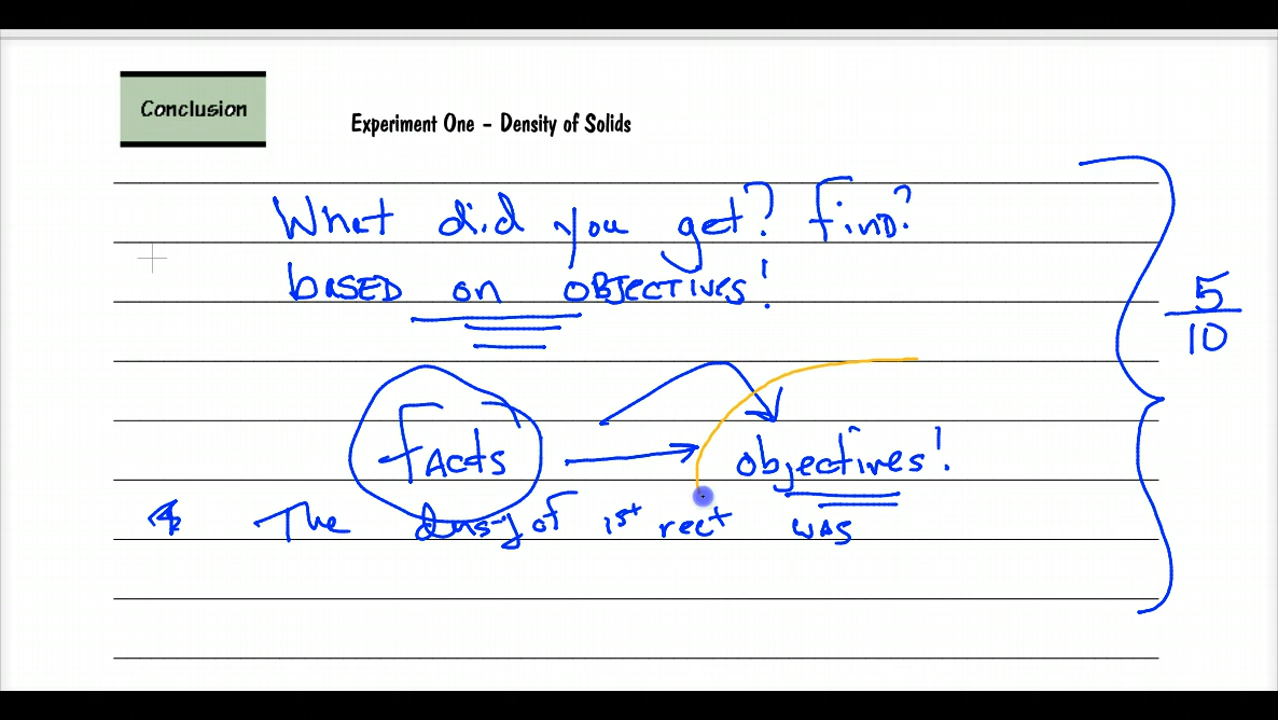 Conclusion
Experiment One - Density of Solids
What did you get? Find?
BASED on OBJECTIVES!
5
10
FActs objectives!
The of 1st rect was